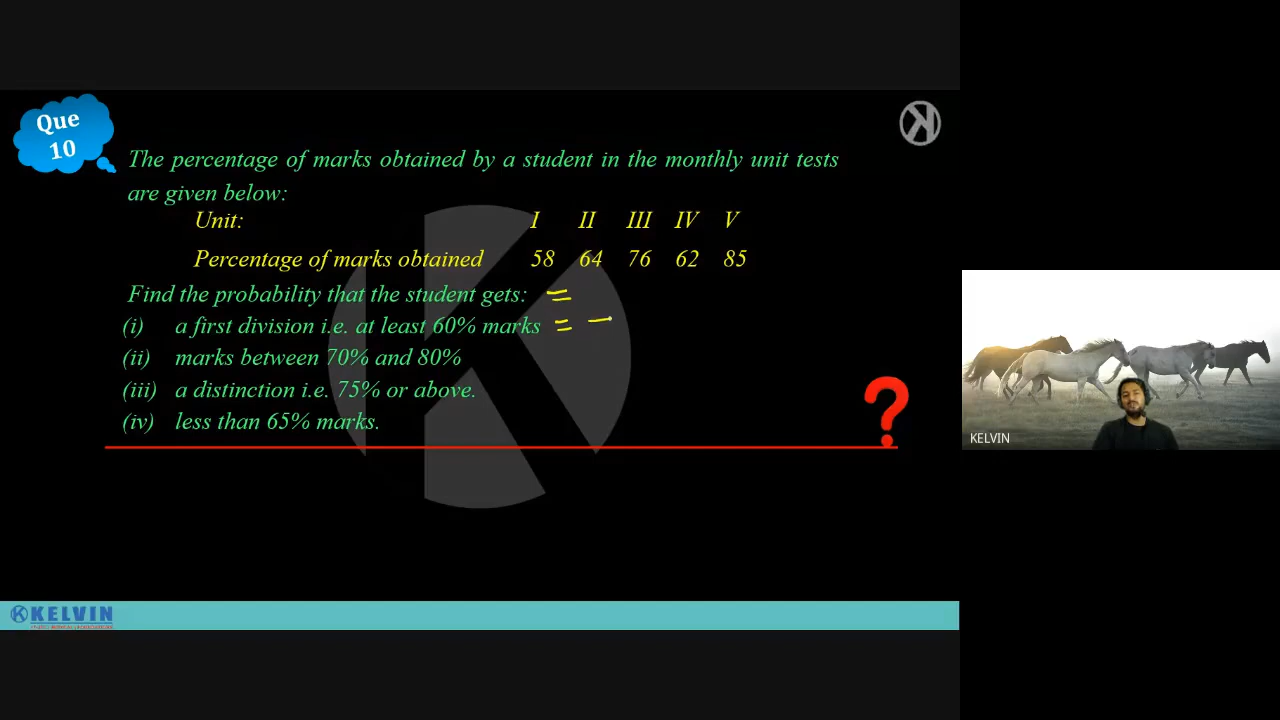 Que
10
The percentage of marks obtained by a student in the monthly unit tests
are given below:
Unit: I II III IV V
Percentage of marks obtained 58 64 76 62 85
Find the probability that the student gets: =
(i) a first division i.e. at least 60% marks = —
(ii) marks between 70% and 80%
(iii) a distinction i.e. 75% or above.
(iv) less than 65% marks.
?
KELVIN
KELVIN